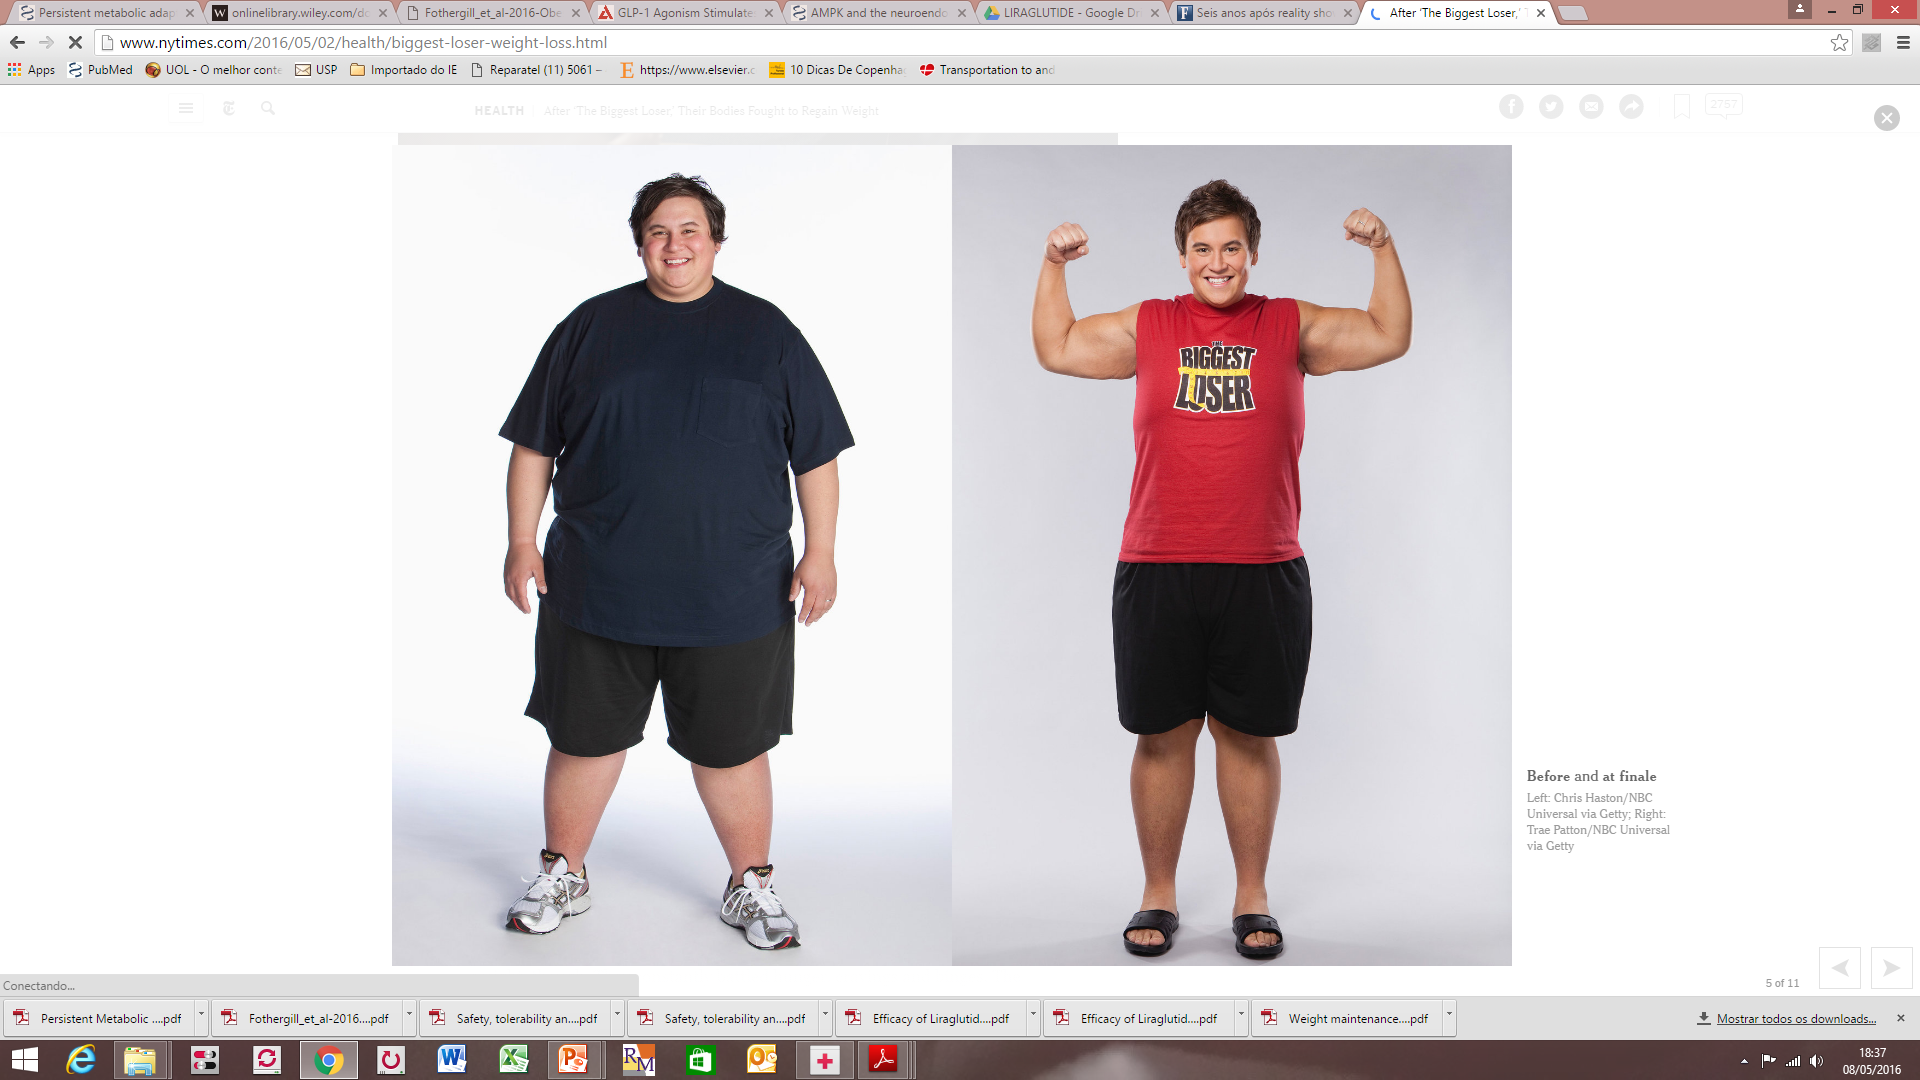 Persistent metabolic adap
onlinelibrary.wiley.com/do
Fothergill_et_al-2016-Obe
GLP-1 Agonism Stimulate
AMPK and the neuroendo
LIRAGLUTIDE - Google Dr
Seis anos após reality sho
After ‘The Biggest Loser,’ T
www.nytimes.com/2016/05/02/health/biggest-loser-weight-loss.html
Apps
PubMed
UOL - O melhor conte
USP
Importado do IE
Reparatel (11) 5061 –
https://www.elsevier.c
10 Dicas De Copenha
Transportation to and
HEALTH
After ‘The Biggest Loser,’ Their Bodies Fought to Regain Weight
2757
THE
BIGGEST
LOSER
Before and at finale
Left: Chris Haston/NBC
Universal via Getty; Right:
Trae Patton/NBC Universal
via Getty
5 of 11
Conectando...
Persistent Metabolic ....pdf
Fothergill_et_al-2016....pdf
Safety, tolerability an....pdf
Safety, tolerability an....pdf
Efficacy of Liraglutid....pdf
Efficacy of Liraglutid....pdf
Weight maintenance....pdf
Mostrar todos os downloads...
18:37
08/05/2016